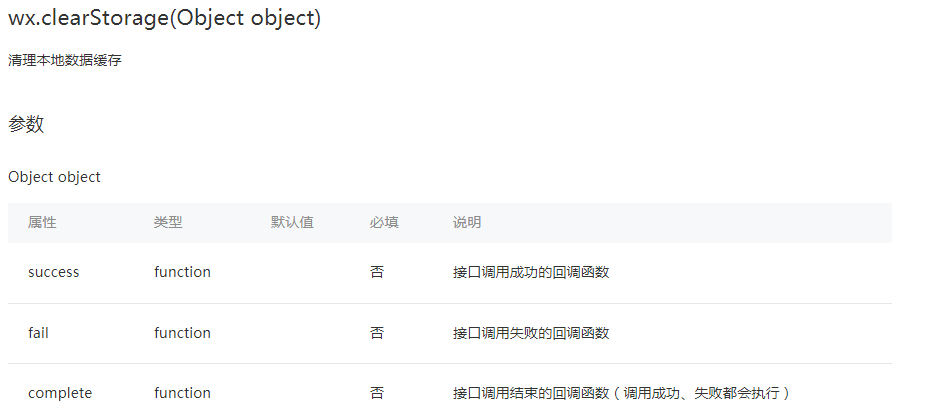 wx.clearStorage(Object object)
清理本地数据缓存
参数
Object object
属性 类型 默认值 必填 说明
success function 否 接口调用成功的回调函数
fail function 否 接口调用失败的回调函数
complete function 否 接口调用结束的回调函数（调用成功、失败都会执行）